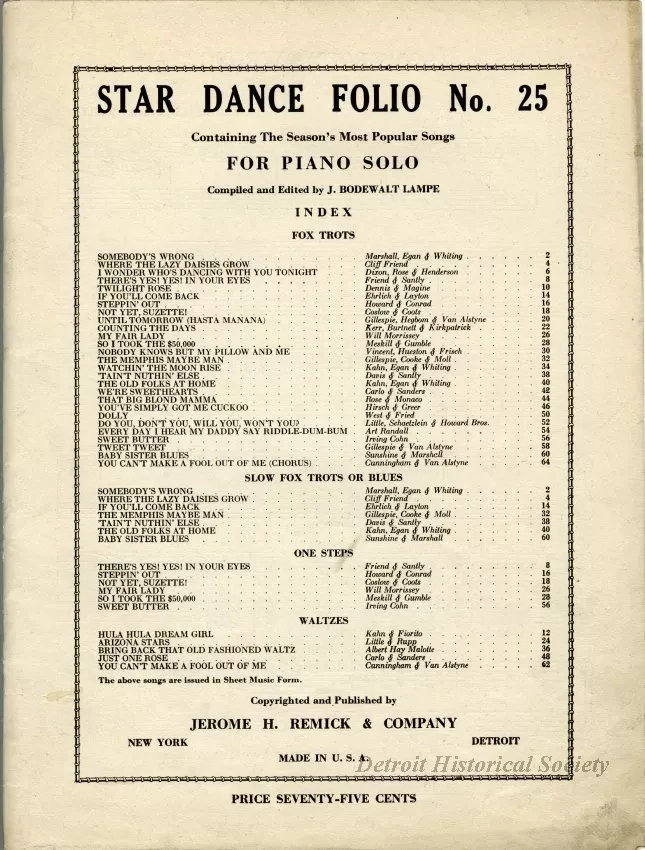 STAR DANCE FOLIO No. 25
Containing The Season's Most Popular Songs
FOR PIANO SOLO
Compiled and Edited by J. BODEWALT LAMPE
INDEX
FOX TROTS
SOMEBODY'S WRONG Marshall, Egan & Whiting 2
WHERE THE LAZY DAISIES GROW Cliff Friend 4
I WONDER WHO'S DANCING WITH YOU TONIGHT Dixon, Rose & Henderson 6
THERE'S YES! YES! IN YOUR EYES Friend & Santly 8
TWILIGHT ROSE Dennis & Magine 10
IF YOU'LL COME BACK Ehrlich & Layton 14
STEPPIN' OUT Howard & Conrad 16
NOT YET, SUZETTE! Coslow & Coots 18
UNTIL TOMORROW (HASTA MANANA) Gillespie, Hegbom & Van Alstyne 20
COUNTING THE DAYS Kerr, Burtnett & Kirkpatrick 22
MY FAIR LADY Will Morrissey 26
SO I TOOK THE $50,000 Meskill & Gumble 28
NOBODY KNOWS BUT MY PILLOW AND ME Vincent, Hueston & Frisch 30
THE MEMPHIS MAYBE MAN Gillespie, Cooke & Moll 32
WATCHIN' THE MOON RISE Kahn, Egan & Whiting 34
'TAIN'T NUTHIN' ELSE Davis & Santly 38
THE OLD FOLKS AT HOME Kahn, Egan & Whiting 40
WE'RE SWEETHEARTS Carlo & Sanders 42
THAT BIG BLOND MAMMA Rose & Monaco 44
YOU'VE SIMPLY GOT ME CUCKOO Hirsch & Greer 46
DOLLY West & Fried 50
DO YOU, DON'T YOU, WILL YOU, WON'T YOU? Little, Schaetzlein & Howard Bros. 52
EVERY DAY I HEAR MY DADDY SAY RIDDLE-DUM-BUM Art Randall 54
SWEET BUTTER Irving Cohn 56
TWEET TWEET Gillespie & Van Alstyne 58
BABY SISTER BLUES Sunshine & Marshall 60
YOU CAN'T MAKE A FOOL OUT OF ME (CHORUS) Cunningham & Van Alstyne 64
SLOW FOX TROTS OR BLUES
SOMEBODY'S WRONG Marshall, Egan & Whiting 2
WHERE THE LAZY DAISIES GROW Cliff Friend 4
IF YOU'LL COME BACK Ehrlich & Layton 14
THE MEMPHIS MAYBE MAN Gillespie, Cooke & Moll 32
'TAIN'T NUTHIN' ELSE Davis & Santly 38
THE OLD FOLKS AT HOME Kahn, Egan & Whiting 40
BABY SISTER BLUES Sunshine & Marshall 60
ONE STEPS
THERE'S YES! YES! IN YOUR EYES Friend & Santly 8
STEPPIN' OUT Howard & Conrad 16
NOT YET, SUZETTE! Coslow & Coots 18
MY FAIR LADY Will Morrissey 26
SO I TOOK THE $50,000 Meskill & Gumble 28
SWEET BUTTER Irving Cohn 56
WALTZES
HULA HULA DREAM GIRL Kahn & Fiorito 12
ARIZONA STARS Little & Rupp 24
BRING BACK THAT OLD FASHIONED WALTZ Albert Hay Malotte 36
JUST ONE ROSE Carlo & Sanders 48
YOU CAN'T MAKE A FOOL OUT OF ME Cunningham & Van Alstyne 62
The above songs are issued in Sheet Music Form.
Copyrighted and Published by
JEROME H. REMICK & COMPANY
NEW YORK DETROIT
MADE IN U. S. A.
Detroit Historical Society
PRICE SEVENTY-FIVE CENTS